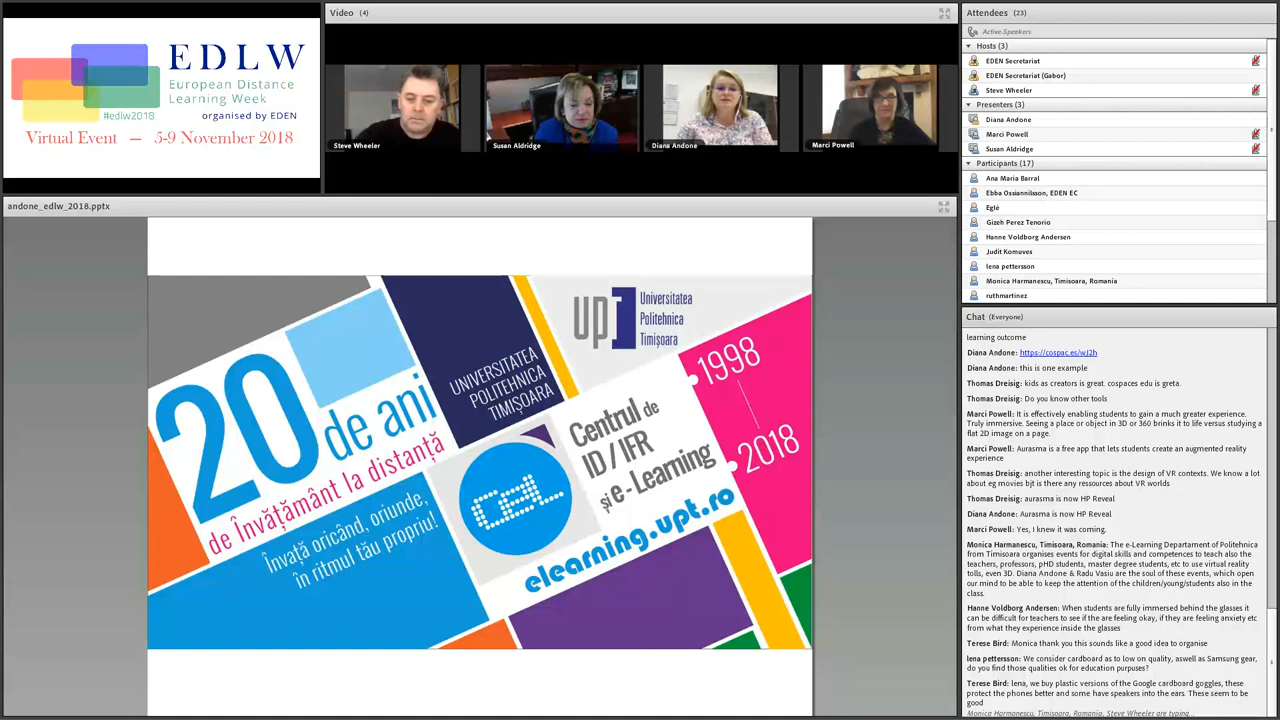 EDLW
European Distance
Learning Week
#edlw2018
organised by EDEN
Virtual Event — 5-9 November 2018
Video (4)
Steve Wheeler
Susan Aldridge
Diana Andone
Marci Powell
andone_edlw_2018.pptx
20 de ani
de Învățământ la distanță
Învață oricând, oriunde,
în ritmul tău propriu!
UNIVERSITATEA
POLITEHNICA
TIMIȘOARA
upt
Universitatea
Politehnica
Timișoara
1998
2018
Centrul de
ID / IFR
și e-Learning
elearning.upt.ro
Attendees (23)
Active Speakers
Hosts (3)
EDEN Secretariat
EDEN Secretariat (Gabor)
Steve Wheeler
Presenters (3)
Diana Andone
Marci Powell
Susan Aldridge
Participants (17)
Ana Maria Barral
Ebba Ossiannilsson, EDEN EC
Eglė
Gizeh Perez Tenorio
Hanne Voldborg Andersen
Judit Komuves
lena pettersson
Monica Harmanescu, Timisoara, Romania
ruthmartinez
Chat (Everyone)
learning outcome
Diana Andone: https://cospac.es/wJ2h
Diana Andone: this is one example
Thomas Dreisig: kids as creators is great. cospaces edu is greta.
Thomas Dreisig: Do you know other tools
Marci Powell: It is effectively enabling students to gain a much greater experience.
Truly immersive. Seeing a place or object in 3D or 360 brinks it to life versus studying a
flat 2D image on a page.
Marci Powell: Aurasma is a free app that lets students create an augmented reality
experience
Thomas Dreisig: another interesting topic is the design of VR contexts. We know a lot
about eg movies bjt is there any ressources about VR worlds
Thomas Dreisig: aurasma is now HP Reveal
Diana Andone: Aurasma is now HP Reveal
Marci Powell: Yes, I knew it was coming.
Monica Harmanescu, Timisoara, Romania: The e-Learning Departament of Politehnica
from Timisoara organises events for digital skills and competences to teach also the
teachers, professors, pHD students, master degree students, etc to use virtual reality
tolls, even 3D. Diana Andone & Radu Vasiu are the soul of these events, which open
our mind to be able to keep the attention of the children/young/students also in the
class.
Hanne Voldborg Andersen: When students are fully immersed behind the glasses it
can be difficult for teachers to see if the are feeling okay, if they are feeling anxiety etc
from what they experience inside the glasses
Terese Bird: Monica thank you this sounds like a good idea to organise
lena pettersson: We consider cardboard as to low on quality, aswell as Samsung gear,
do you find those qualities ok for education purpuses?
Terese Bird: lena, we buy plastic versions of the Google cardboard goggles, these
protect the phones better and some have speakers into the ears. These seem to be
good
Monica Harmanescu, Timisoara, Romania, Steve Wheeler are typing...